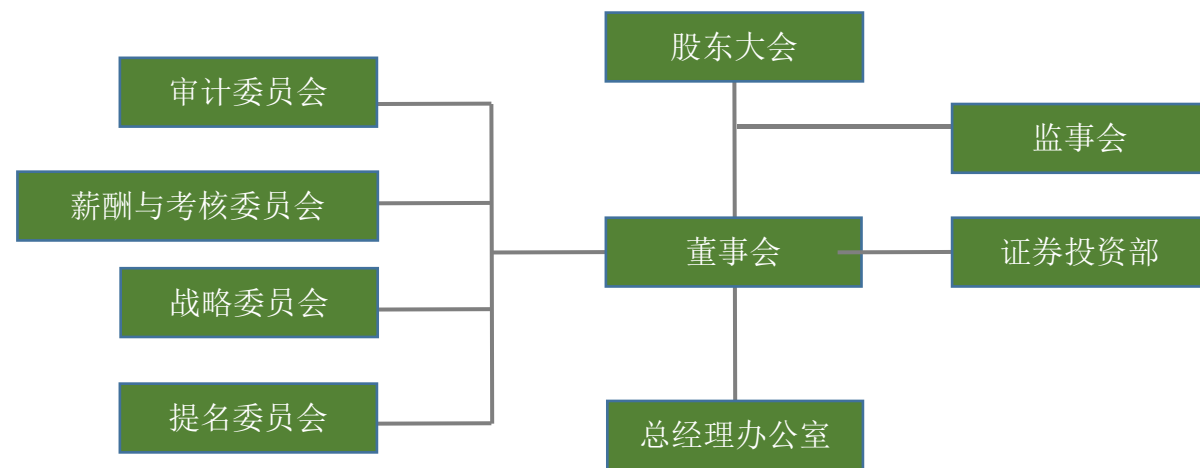 股东大会
审计委员会
监事会
薪酬与考核委员会
董事会
证券投资部
战略委员会
提名委员会
总经理办公室